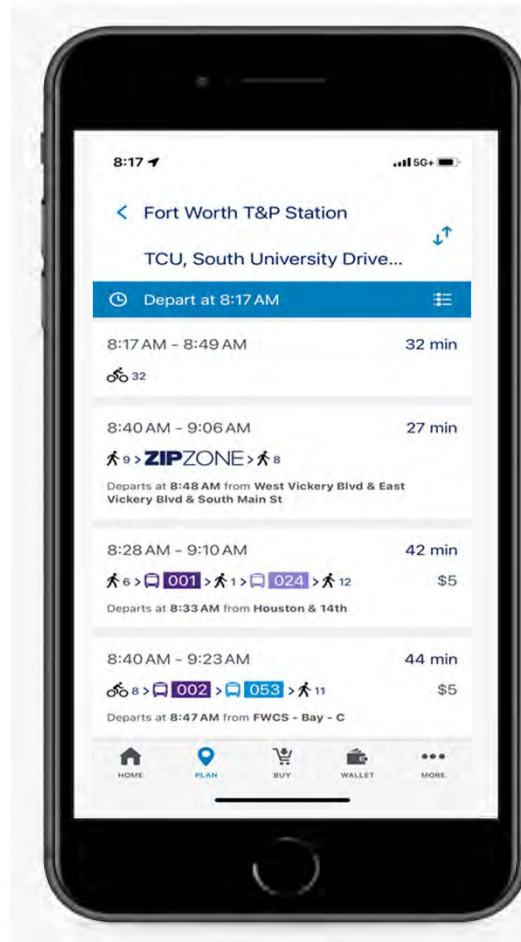 8:17
5G+
Fort Worth T&P Station
TCU, South University Drive...
Depart at 8:17 AM
8:17 AM – 8:49 AM 32 min
32
8:40 AM – 9:06 AM 27 min
9 > ZIPZONE > 8
Departs at 8:48 AM from West Vickery Blvd & East
Vickery Blvd & South Main St
8:28 AM – 9:10 AM 42 min
6 > 001 > 1 > 024 > 12 $5
Departs at 8:33 AM from Houston & 14th
8:40 AM – 9:23 AM 44 min
8 > 002 > 053 > 11 $5
Departs at 8:47 AM from FWCS - Bay - C
HOME PLAN BUY WALLET MORE